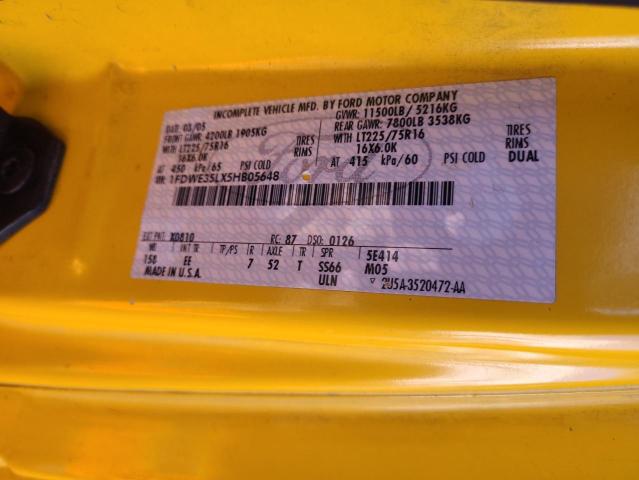 INCOMPLETE VEHICLE MFD. BY FORD MOTOR COMPANY
DATE: 03/05 GVWR: 11500LB/ 5216KG
FRONT GAWR: 4200LB 1905KG REAR GAWR: 7800LB 3538KG
WITH LT225/75R16 TIRES WITH LT225/75R16 TIRES
16X6.0K RIMS 16X6.0K RIMS
AT 450 kPa/65 PSI COLD AT 415 kPa/60 PSI COLD DUAL
VIN: 1FDWE35LX5HB05648
Ford
EXT PNT: XD810 RC: 87 DSO: 0126
WB INT TR TP/PS R AXLE TR SPR 5E414
158 EE 7 52 T SS66 M05
MADE IN U.S.A. ULN ▽ 2U5A-3520472-AA